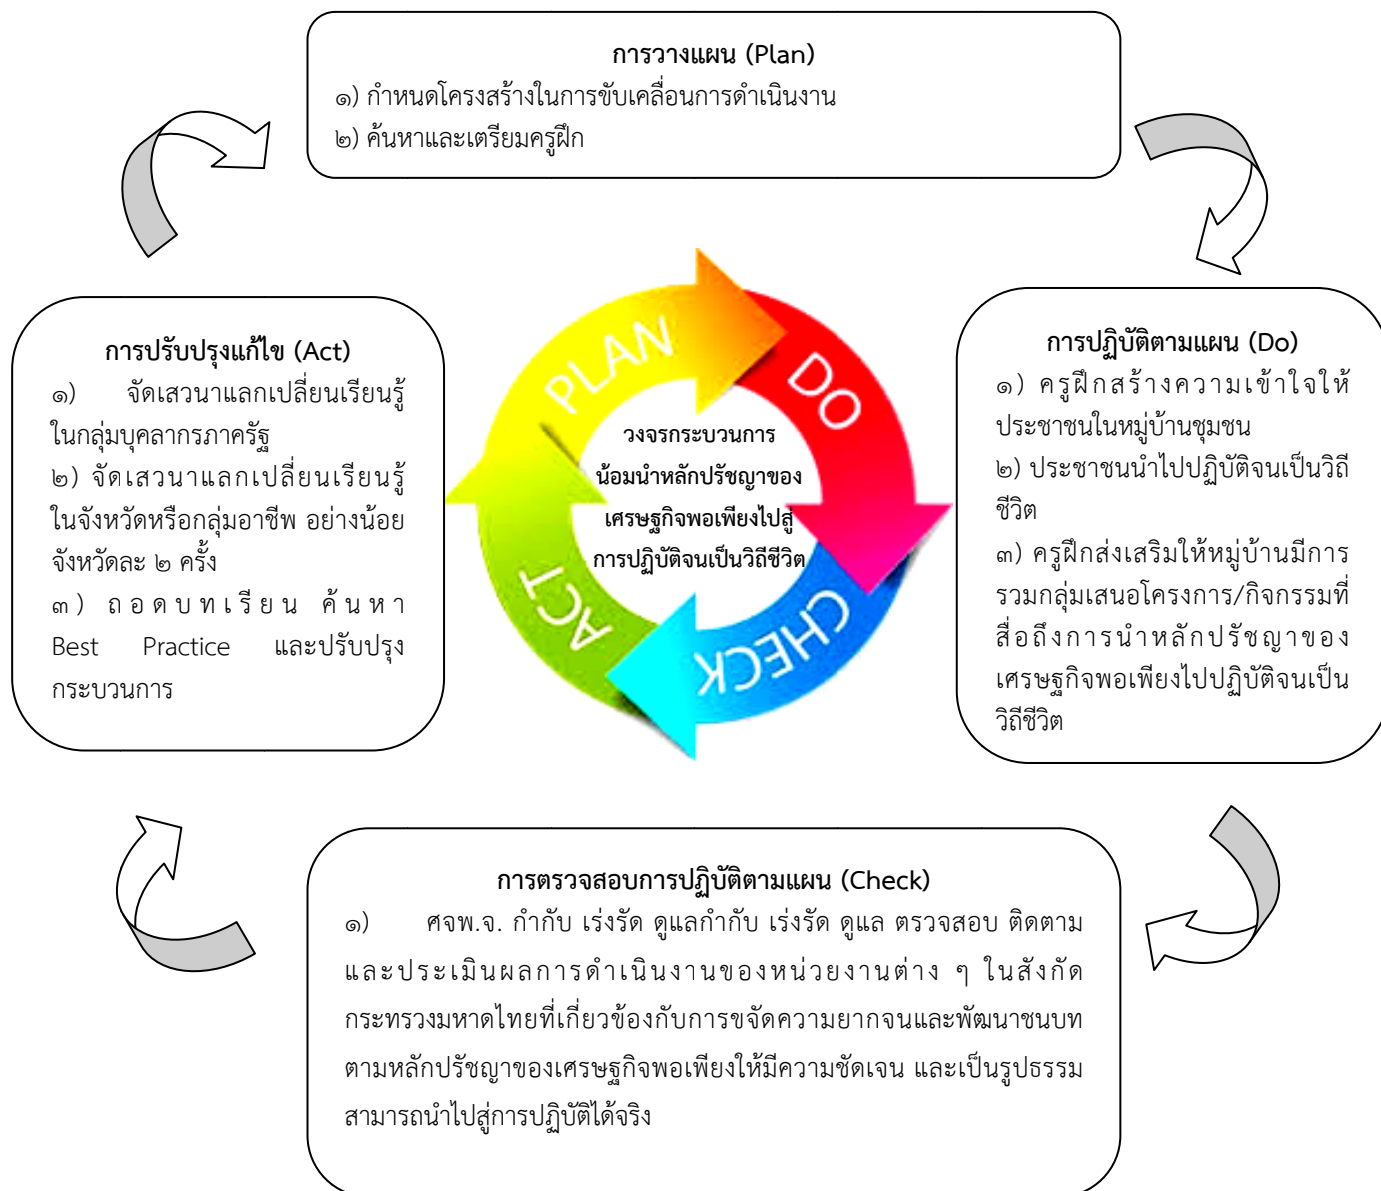 การวางแผน (Plan)
๑) กำหนดโครงสร้างในการขับเคลื่อนการดำเนินงาน
๒) ค้นหาและเตรียมครูฝึก
การปฏิบัติตามแผน (Do)
๑) ครูฝึกสร้างความเข้าใจให้
ประชาชนในหมู่บ้านชุมชน
๒) ประชาชนนำไปปฏิบัติจนเป็นวิถี
ชีวิต
๓) ครูฝึกส่งเสริมให้หมู่บ้านมีการ
รวมกลุ่มเสนอโครงการ/กิจกรรมที่
สื่อถึงการนำหลักปรัชญาของ
เศรษฐกิจพอเพียงไปปฏิบัติจนเป็น
วิถีชีวิต
การตรวจสอบการปฏิบัติตามแผน (Check)
๑) ศจพ.จ. กำกับ เร่งรัด ดูแลกำกับ เร่งรัด ดูแล ตรวจสอบ ติดตาม
และประเมินผลการดำเนินงานของหน่วยงานต่าง ๆ ในสังกัด
กระทรวงมหาดไทยที่เกี่ยวข้องกับการขจัดความยากจนและพัฒนาชนบท
ตามหลักปรัชญาของเศรษฐกิจพอเพียงให้มีความชัดเจน และเป็นรูปธรรม
สามารถนำไปสู่การปฏิบัติได้จริง
การปรับปรุงแก้ไข (Act)
๑) จัดเสวนาแลกเปลี่ยนเรียนรู้
ในกลุ่มบุคลากรภาครัฐ
๒) จัดเสวนาแลกเปลี่ยนเรียนรู้
ในจังหวัดหรือกลุ่มอาชีพ อย่างน้อย
จังหวัดละ ๒ ครั้ง
๓) ถอดบทเรียน ค้นหา
Best Practice และปรับปรุง
กระบวนการ
PLAN
DO
CHECK
ACT
วงจรกระบวนการ
น้อมนำหลักปรัชญาของ
เศรษฐกิจพอเพียงไปสู่
การปฏิบัติจนเป็นวิถีชีวิต